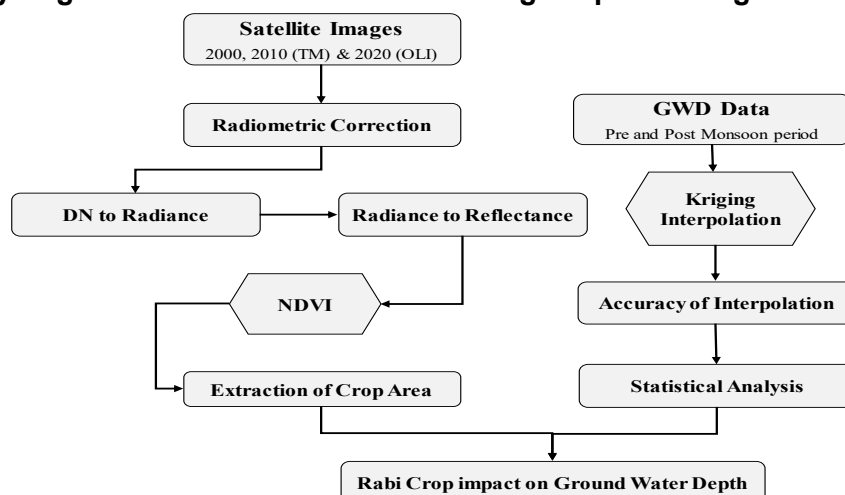 Satellite Images
2000, 2010 (TM) & 2020 (OLI)
Radiometric Correction
GWD Data
Pre and Post Monsoon period
DN to Radiance
Radiance to Reflectance
Kriging
Interpolation
NDVI
Accuracy of Interpolation
Extraction of Crop Area
Statistical Analysis
Rabi Crop impact on Ground Water Depth